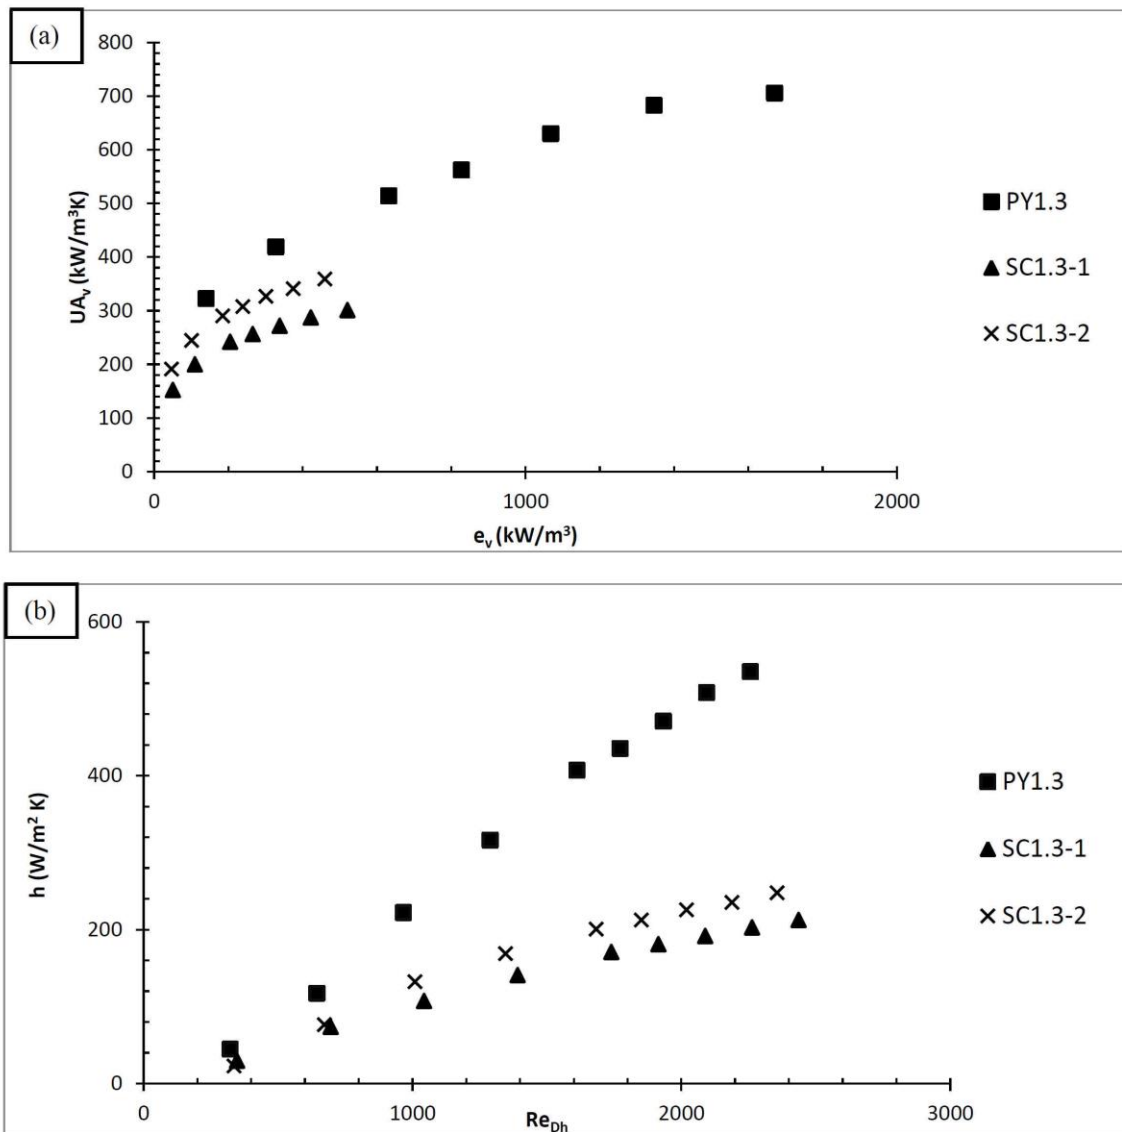 (a)
800
700
600
500
400
300
200
100
0
UAᵥ (kW/m³K)
0 1000 2000
eᵥ (kW/m³)
PY1.3
SC1.3-1
SC1.3-2
(b)
600
400
200
0
h (W/m² K)
0 1000 2000 3000
Re_Dh
PY1.3
SC1.3-1
SC1.3-2